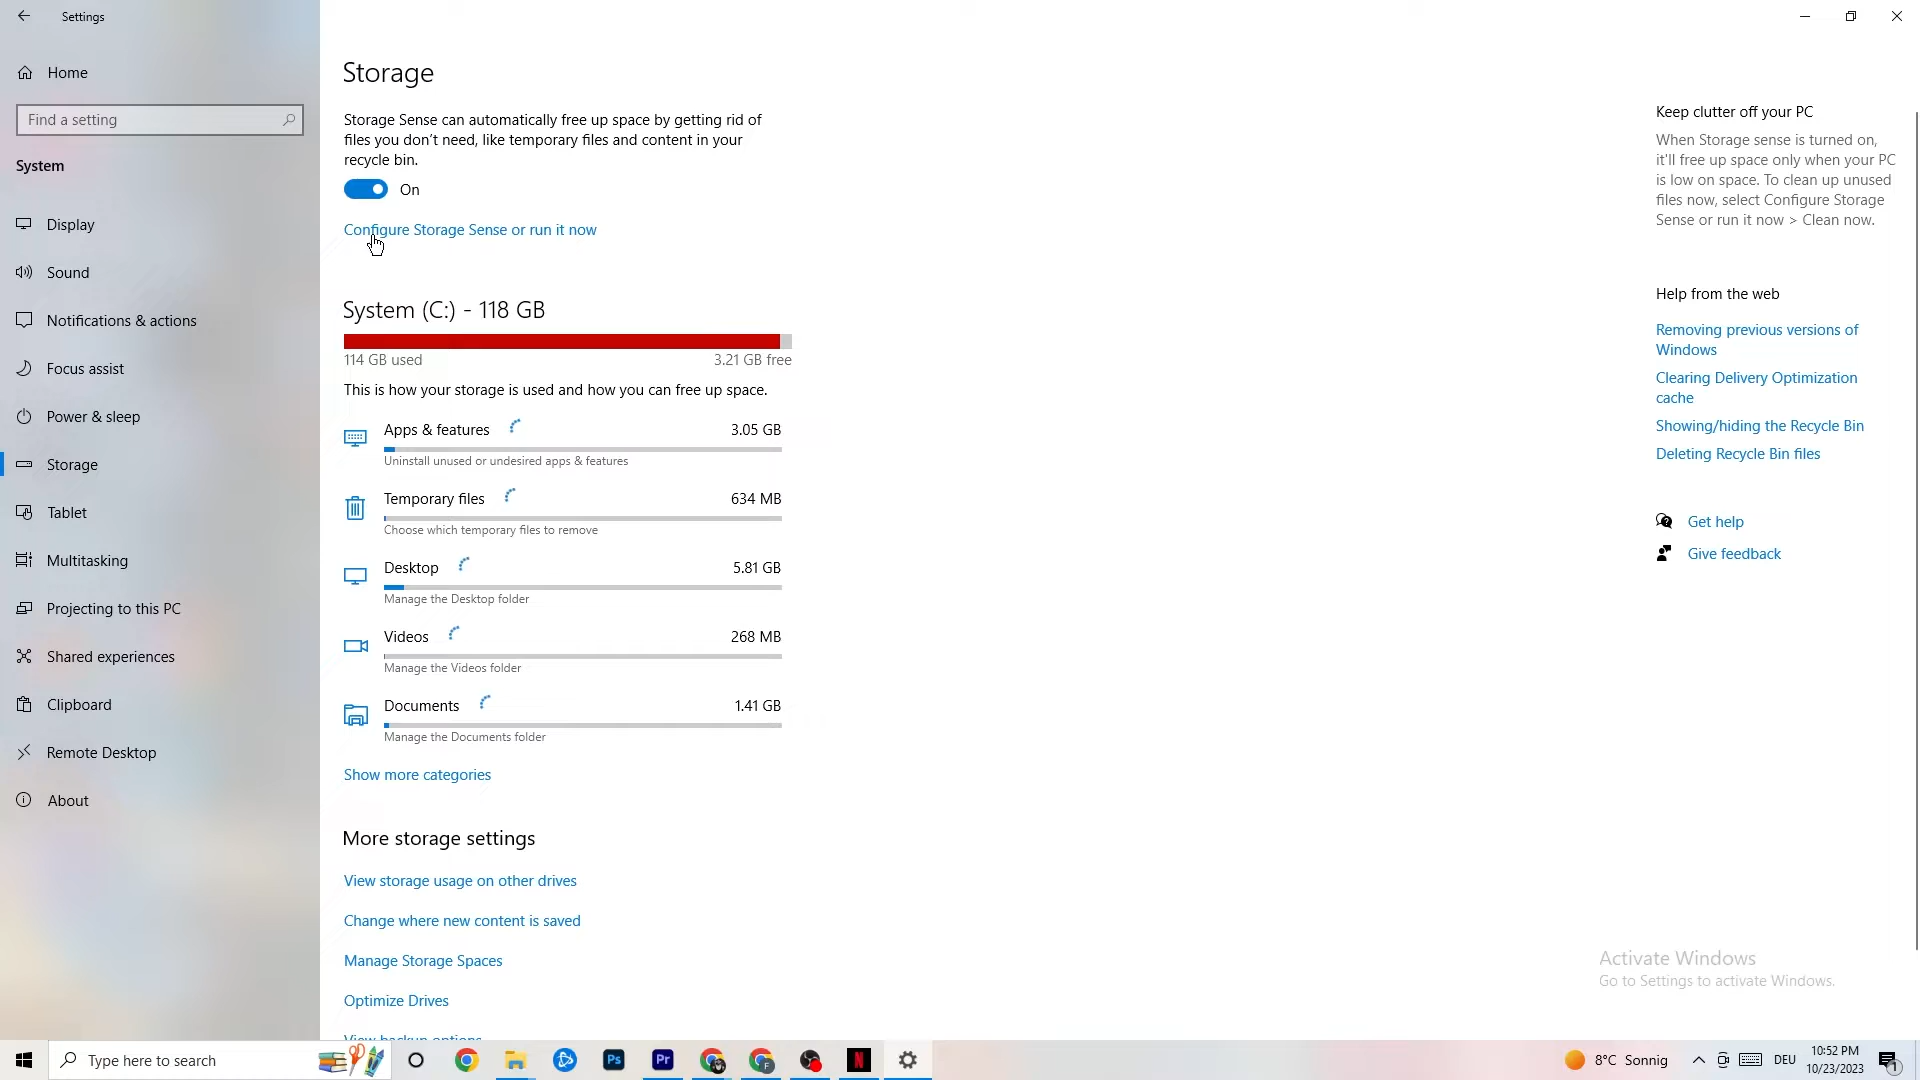 Settings
Home
Find a setting
System
Display
Sound
Notifications & actions
Focus assist
Power & sleep
Storage
Tablet
Multitasking
Projecting to this PC
Shared experiences
Clipboard
Remote Desktop
About
Storage
Storage Sense can automatically free up space by getting rid of
files you don't need, like temporary files and content in your
recycle bin.
On
Configure Storage Sense or run it now
System (C:) - 118 GB
114 GB used 3.21 GB free
This is how your storage is used and how you can free up space.
Apps & features 3.05 GB
Uninstall unused or undesired apps & features
Temporary files 634 MB
Choose which temporary files to remove
Desktop 5.81 GB
Manage the Desktop folder
Videos 268 MB
Manage the Videos folder
Documents 1.41 GB
Manage the Documents folder
Show more categories
More storage settings
View storage usage on other drives
Change where new content is saved
Manage Storage Spaces
Optimize Drives
View backup options
Keep clutter off your PC
When Storage sense is turned on,
it'll free up space only when your PC
is low on space. To clean up unused
files now, select Configure Storage
Sense or run it now > Clean now.
Help from the web
Removing previous versions of
Windows
Clearing Delivery Optimization
cache
Showing/hiding the Recycle Bin
Deleting Recycle Bin files
Get help
Give feedback
Activate Windows
Go to Settings to activate Windows.
Type here to search
Ps
Pr
F
N
8°C Sonnig
DEU
10:52 PM
10/23/2023
1